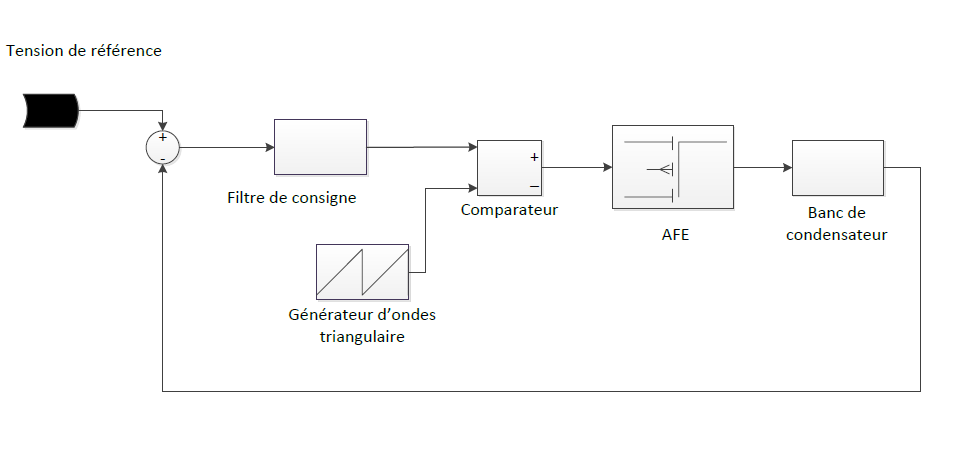 Tension de référence
+
-
Filtre de consigne
+
–
Comparateur
AFE
Banc de
condensateur
Générateur d’ondes
triangulaire